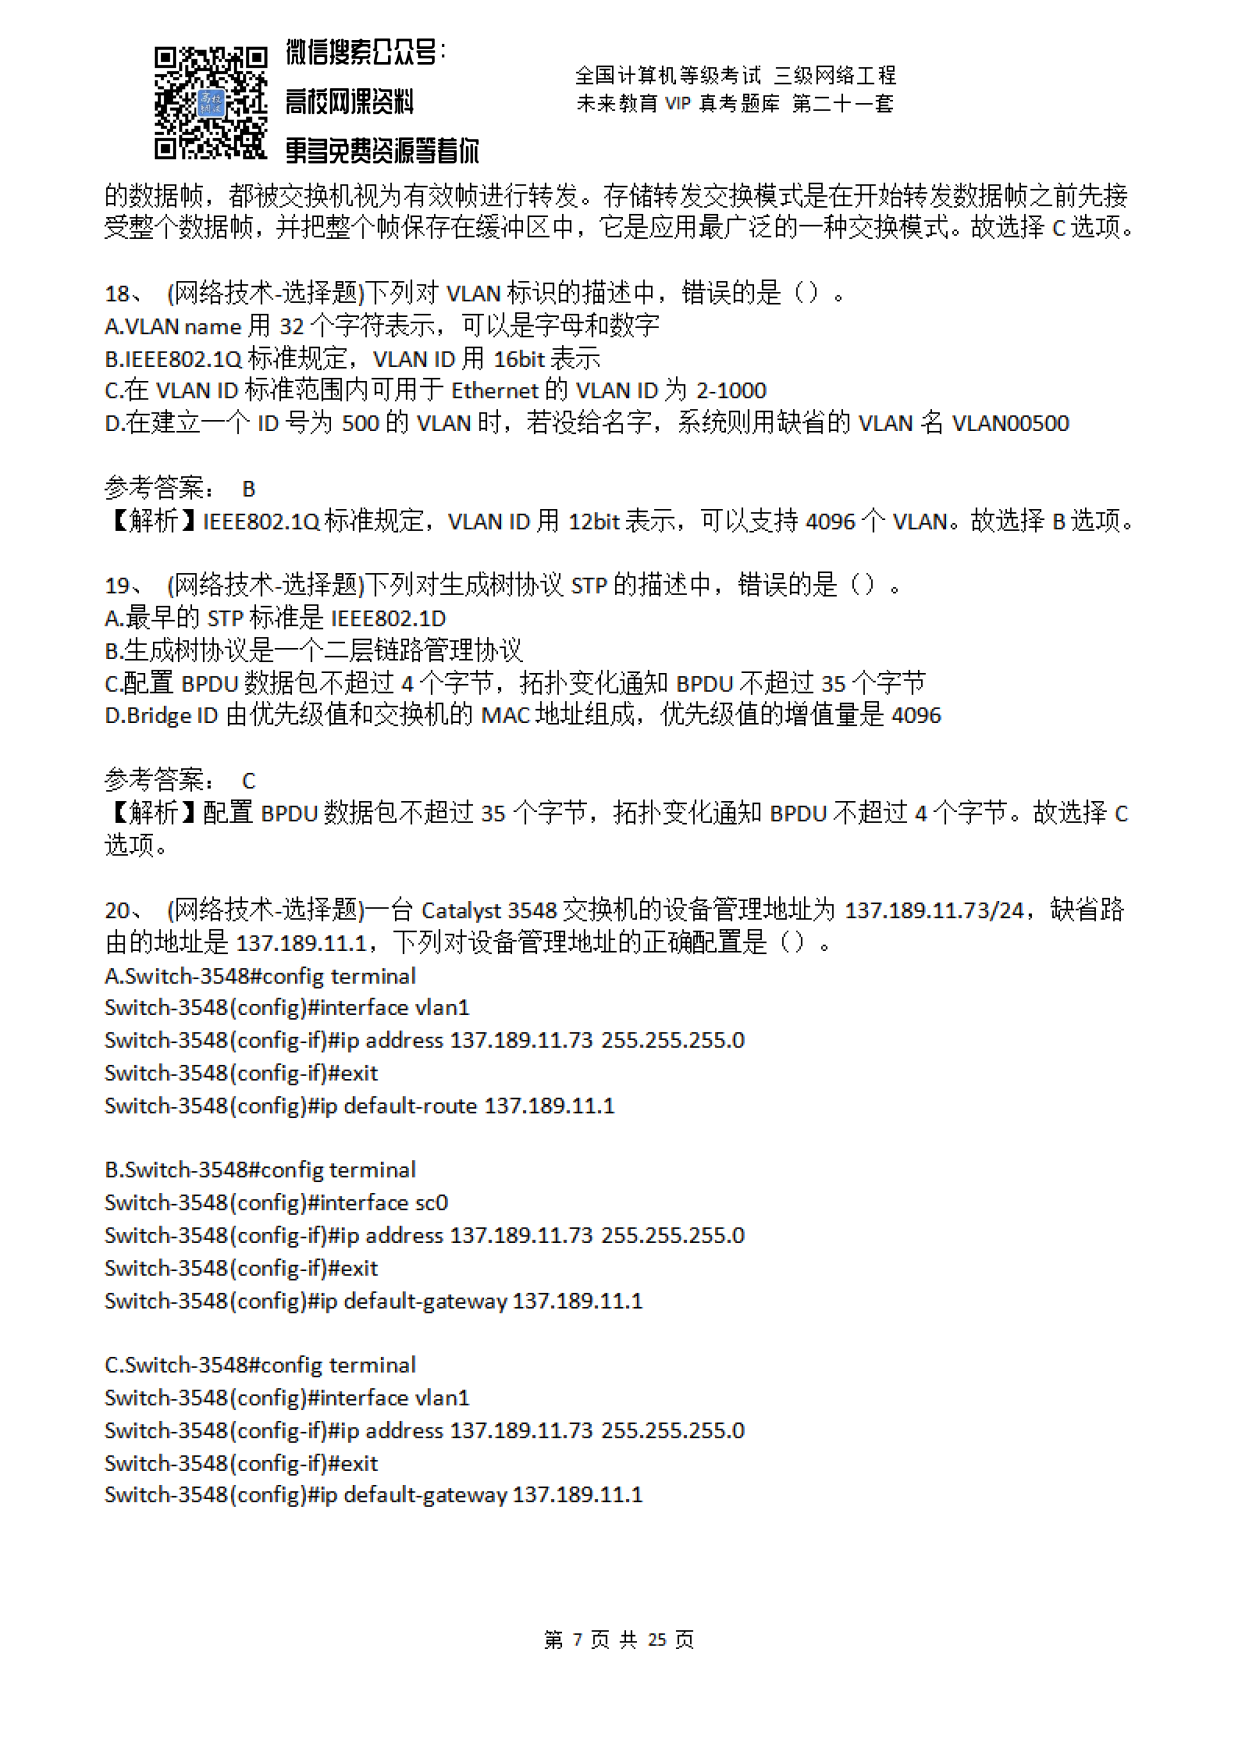 微信搜索公众号：
高校网课资料
更多免费资源等着你
高校
网课
全国计算机等级考试 三级网络工程
未来教育 VIP 真考题库 第二十一套
的数据帧，都被交换机视为有效帧进行转发。存储转发交换模式是在开始转发数据帧之前先接
受整个数据帧，并把整个帧保存在缓冲区中，它是应用最广泛的一种交换模式。故选择 C 选项。
18、 (网络技术-选择题)下列对 VLAN 标识的描述中，错误的是（）。
A.VLAN name 用 32 个字符表示，可以是字母和数字
B.IEEE802.1Q 标准规定，VLAN ID 用 16bit 表示
C.在 VLAN ID 标准范围内可用于 Ethernet 的 VLAN ID 为 2-1000
D.在建立一个 ID 号为 500 的 VLAN 时，若没给名字，系统则用缺省的 VLAN 名 VLAN00500
参考答案： B
【解析】IEEE802.1Q 标准规定，VLAN ID 用 12bit 表示，可以支持 4096 个 VLAN。故选择 B 选项。
19、 (网络技术-选择题)下列对生成树协议 STP 的描述中，错误的是（）。
A.最早的 STP 标准是 IEEE802.1D
B.生成树协议是一个二层链路管理协议
C.配置 BPDU 数据包不超过 4 个字节，拓扑变化通知 BPDU 不超过 35 个字节
D.Bridge ID 由优先级值和交换机的 MAC 地址组成，优先级值的增值量是 4096
参考答案： C
【解析】配置 BPDU 数据包不超过 35 个字节，拓扑变化通知 BPDU 不超过 4 个字节。故选择 C
选项。
20、 (网络技术-选择题)一台 Catalyst 3548 交换机的设备管理地址为 137.189.11.73/24，缺省路
由的地址是 137.189.11.1，下列对设备管理地址的正确配置是（）。
A.Switch-3548#config terminal
Switch-3548(config)#interface vlan1
Switch-3548(config-if)#ip address 137.189.11.73 255.255.255.0
Switch-3548(config-if)#exit
Switch-3548(config)#ip default-route 137.189.11.1
B.Switch-3548#config terminal
Switch-3548(config)#interface sc0
Switch-3548(config-if)#ip address 137.189.11.73 255.255.255.0
Switch-3548(config-if)#exit
Switch-3548(config)#ip default-gateway 137.189.11.1
C.Switch-3548#config terminal
Switch-3548(config)#interface vlan1
Switch-3548(config-if)#ip address 137.189.11.73 255.255.255.0
Switch-3548(config-if)#exit
Switch-3548(config)#ip default-gateway 137.189.11.1
第 7 页 共 25 页